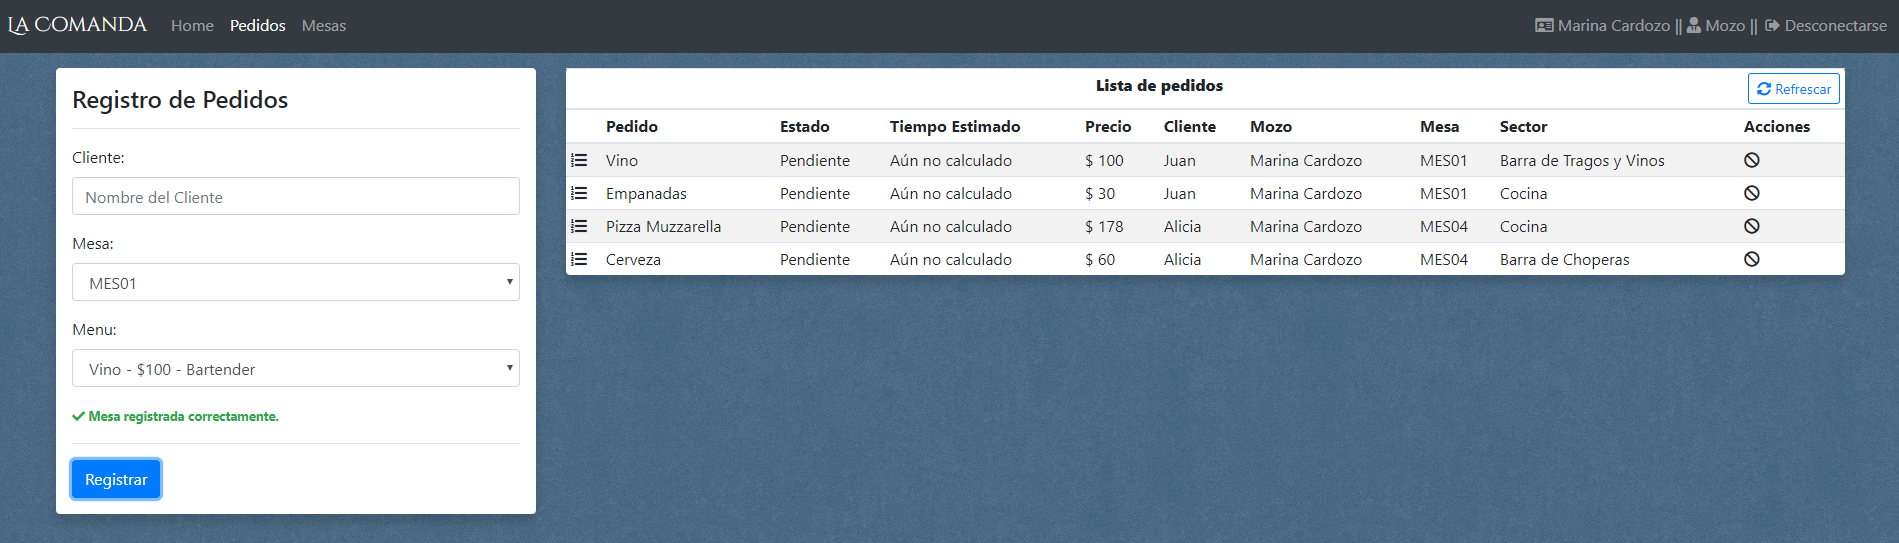 La Comanda Home Pedidos Mesas Marina Cardozo || Mozo || Desconectarse
Registro de Pedidos
Cliente:
Nombre del Cliente
Mesa:
MES01
Menu:
Vino - $100 - Bartender
Mesa registrada correctamente.
Registrar
Lista de pedidos Refrescar
Pedido Estado Tiempo Estimado Precio Cliente Mozo Mesa Sector Acciones
Vino Pendiente Aún no calculado $ 100 Juan Marina Cardozo MES01 Barra de Tragos y Vinos
Empanadas Pendiente Aún no calculado $ 30 Juan Marina Cardozo MES01 Cocina
Pizza Muzzarella Pendiente Aún no calculado $ 178 Alicia Marina Cardozo MES04 Cocina
Cerveza Pendiente Aún no calculado $ 60 Alicia Marina Cardozo MES04 Barra de Choperas